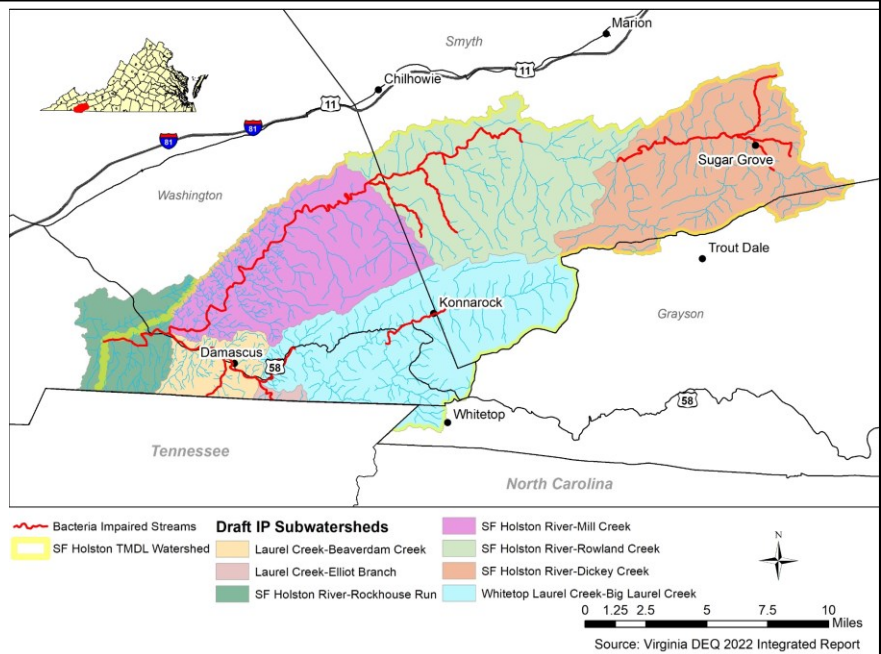 Marion
Smyth
11
Chilhowie
11
81
81
Sugar Grove
Washington
Trout Dale
Konnarock
Grayson
Damascus
58
58
Whitetop
Tennessee
North Carolina
Bacteria Impaired Streams
SF Holston TMDL Watershed
Draft IP Subwatersheds
Laurel Creek-Beaverdam Creek
Laurel Creek-Elliot Branch
SF Holston River-Rockhouse Run
SF Holston River-Mill Creek
SF Holston River-Rowland Creek
SF Holston River-Dickey Creek
Whitetop Laurel Creek-Big Laurel Creek
N
0 1.25 2.5 5 7.5 10
Miles
Source: Virginia DEQ 2022 Integrated Report